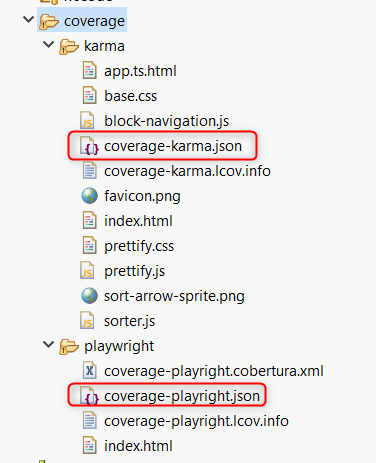 coverage
karma
app.ts.html
base.css
block-navigation.js
coverage-karma.json
coverage-karma.lcov.info
favicon.png
index.html
prettify.css
prettify.js
sort-arrow-sprite.png
sorter.js
playwright
coverage-playright.cobertura.xml
coverage-playright.json
coverage-playright.lcov.info
index.html